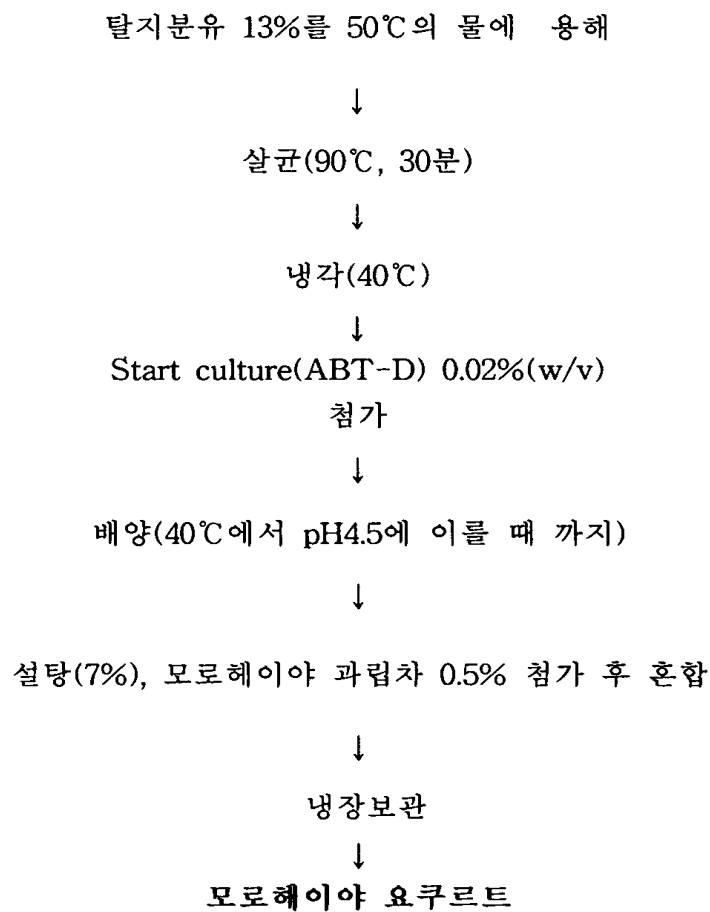 탈지분유 13%를 50℃의 물에 용해
↓
살균(90℃, 30분)
↓
냉각(40℃)
↓
Start culture(ABT-D) 0.02%(w/v)
첨가
↓
배양(40℃에서 pH4.5에 이를 때 까지)
↓
설탕(7%), 모로헤이야 과립차 0.5% 첨가 후 혼합
↓
냉장보관
↓
모로헤이야 요쿠르트